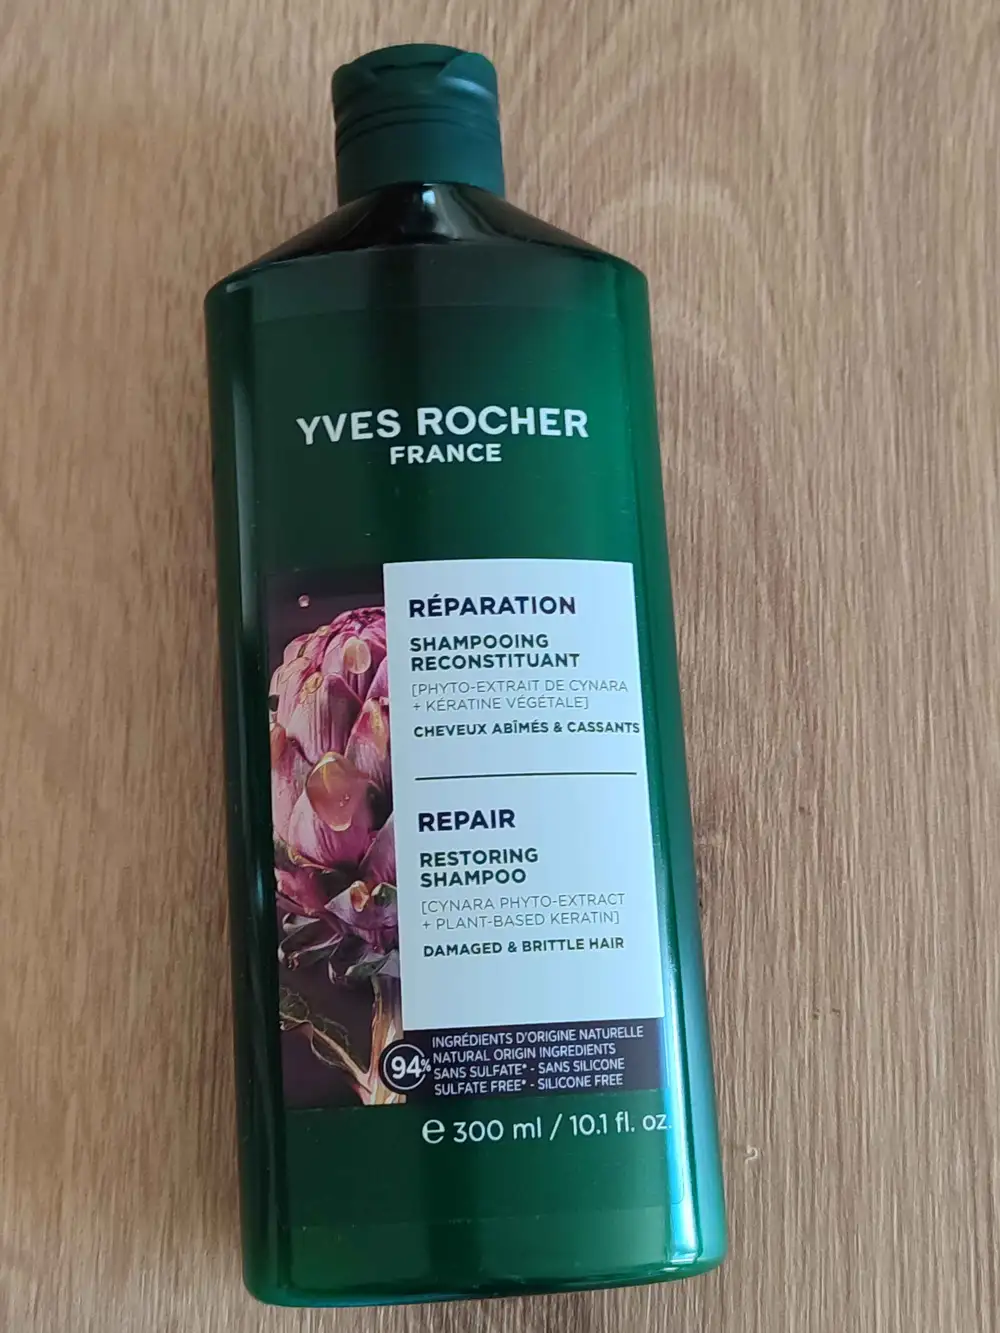 YVES ROCHER
FRANCE
RÉPARATION
SHAMPOOING
RECONSTITUANT
[PHYTO-EXTRAIT DE CYNARA
+ KÉRATINE VÉGÉTALE]
CHEVEUX ABÎMÉS & CASSANTS
REPAIR
RESTORING
SHAMPOO
[CYNARA PHYTO-EXTRACT
+ PLANT-BASED KERATIN]
DAMAGED & BRITTLE HAIR
94%
INGRÉDIENTS D'ORIGINE NATURELLE
NATURAL ORIGIN INGREDIENTS
SANS SULFATE* - SANS SILICONE
SULFATE FREE* - SILICONE FREE
e 300 ml / 10.1 fl. oz.